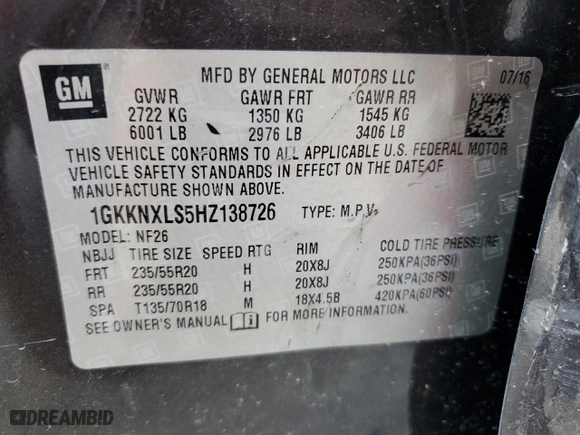 GM
MFD BY GENERAL MOTORS LLC 07/16
GVWR GAWR FRT GAWR RR
2722 KG 1350 KG 1545 KG
6001 LB 2976 LB 3406 LB
THIS VEHICLE CONFORMS TO ALL APPLICABLE U.S. FEDERAL MOTOR
VEHICLE SAFETY STANDARDS IN EFFECT ON THE DATE OF
MANUFACTURE SHOWN ABOVE.
1GKKNXLS5HZ138726 TYPE: M.P.V.
MODEL: NF26
NBJJ TIRE SIZE SPEED RTG RIM COLD TIRE PRESSURE
FRT 235/55R20 H 20X8J 250KPA(36PSI)
RR 235/55R20 H 20X8J 250KPA(36PSI)
SPA T135/70R18 M 18X4.5B 420KPA(60PSI)
SEE OWNER'S MANUAL FOR MORE INFORMATION.
DREAMBID